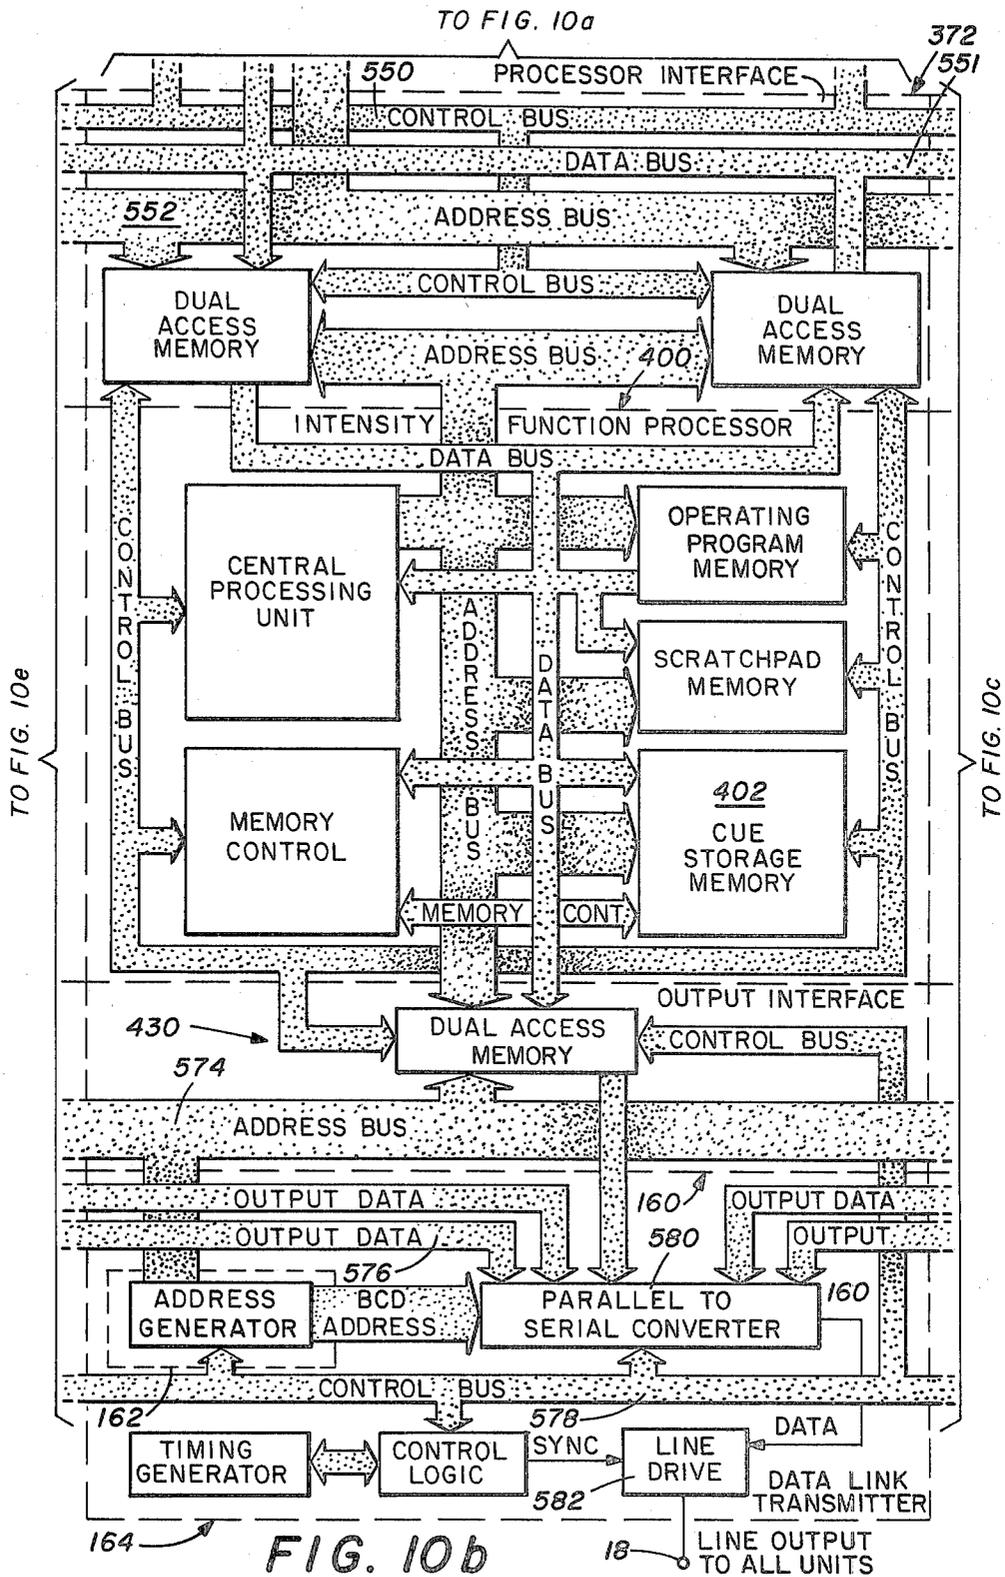 TO FIG. 10a
372
550
PROCESSOR INTERFACE
551
CONTROL BUS
DATA BUS
552
ADDRESS BUS
CONTROL BUS
DUAL
ACCESS
MEMORY
DUAL
ACCESS
MEMORY
ADDRESS BUS
400
INTENSITY FUNCTION PROCESSOR
DATA BUS
CONTROL BUS
CENTRAL
PROCESSING
UNIT
OPERATING
PROGRAM
MEMORY
CONTROL BUS
ADDRESS BUS
DATA BUS
SCRATCHPAD
MEMORY
TO FIG. 10e
TO FIG. 10c
MEMORY
CONTROL
402
CUE
STORAGE
MEMORY
MEMORY CONT
OUTPUT INTERFACE
430
DUAL ACCESS
MEMORY
CONTROL BUS
574
ADDRESS BUS
160
OUTPUT DATA
OUTPUT DATA
OUTPUT DATA
OUTPUT
576
580
160
ADDRESS
GENERATOR
BCD
ADDRESS
PARALLEL TO
SERIAL CONVERTER
CONTROL BUS
162
578
DATA
TIMING
GENERATOR
CONTROL
LOGIC
SYNC
LINE
DRIVE
582
DATA LINK
TRANSMITTER
164
FIG. 10b
18
LINE OUTPUT
TO ALL UNITS